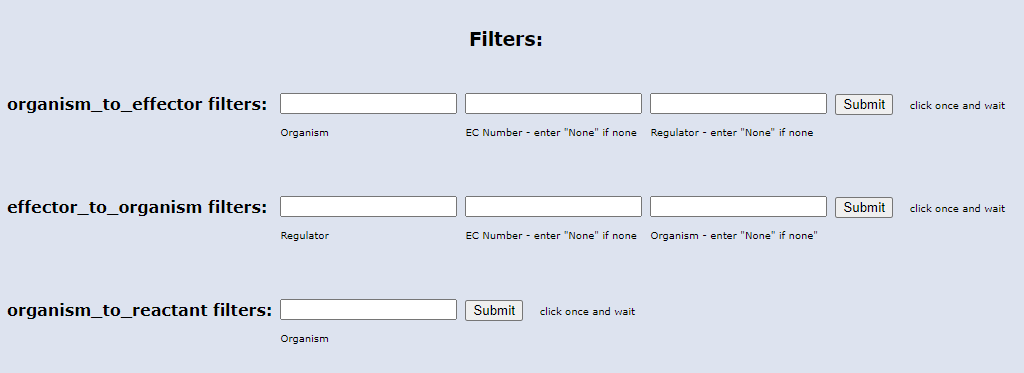 Filters:
organism_to_effector filters: Submit click once and wait
Organism EC Number - enter "None" if none Regulator - enter "None" if none
effector_to_organism filters: Submit click once and wait
Regulator EC Number - enter "None" if none Organism - enter "None" if none"
organism_to_reactant filters: Submit click once and wait
Organism